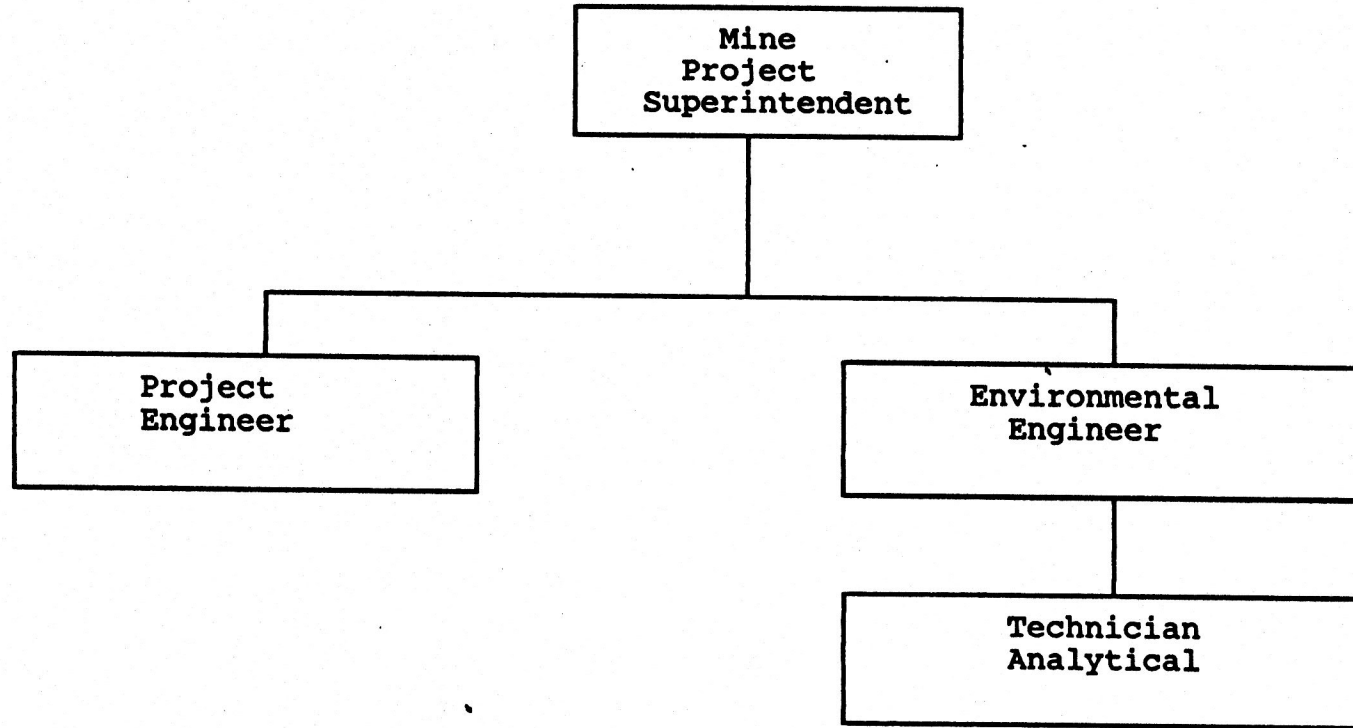 Mine
Project
Superintendent
Project
Engineer
Environmental
Engineer
Technician
Analytical